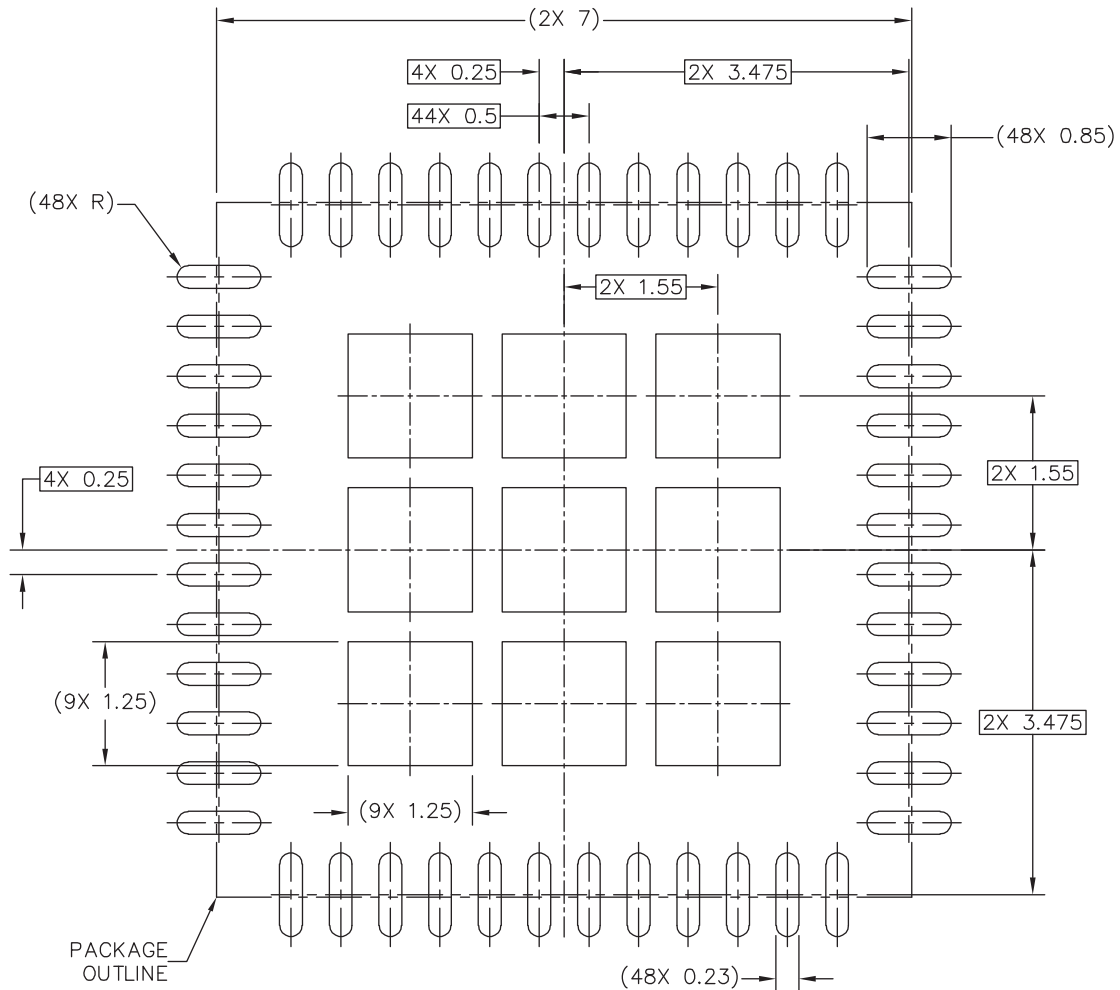 (2X 7)
4X 0.25
2X 3.475
44X 0.5
(48X 0.85)
(48X R)
2X 1.55
4X 0.25
2X 1.55
(9X 1.25)
2X 3.475
(9X 1.25)
PACKAGE
OUTLINE
(48X 0.23)